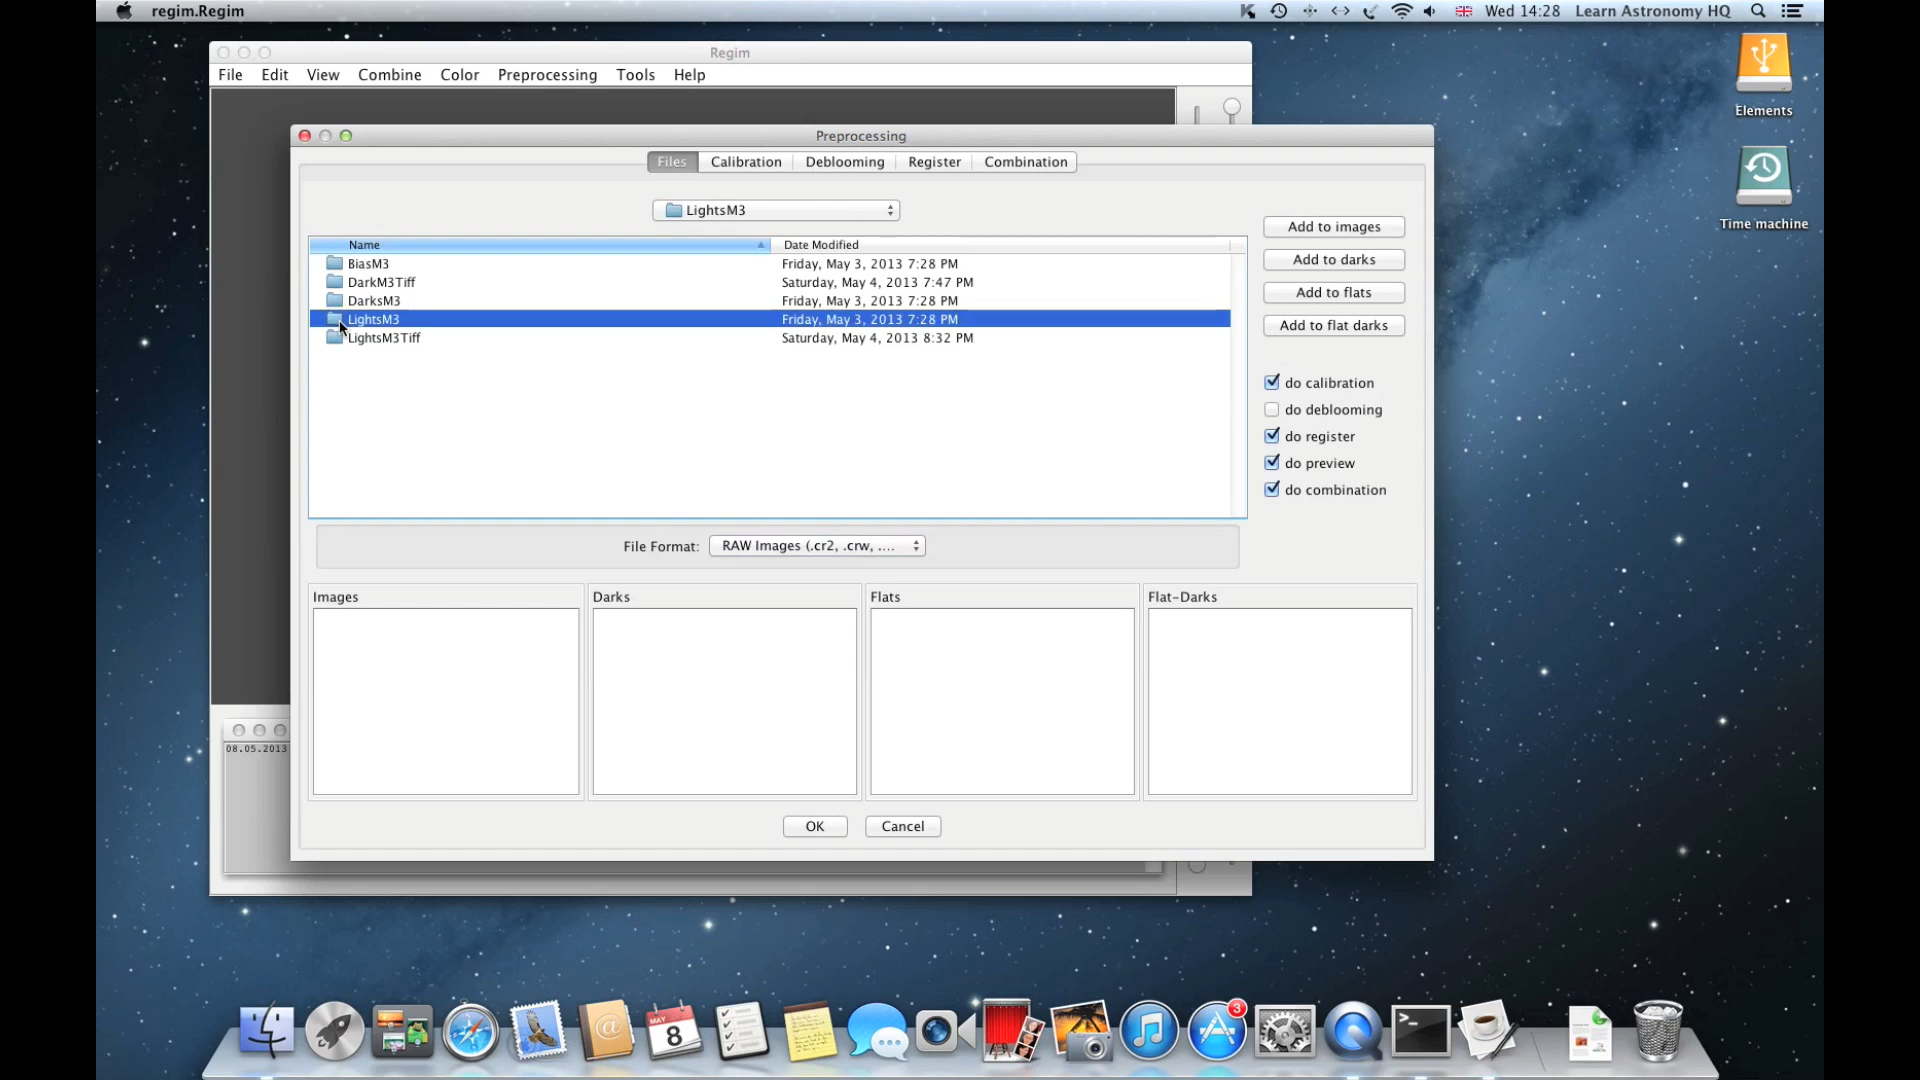 regim.Regim
Wed 14:28 Learn Astronomy HQ
Regim
File Edit View Combine Color Preprocessing Tools Help
Elements
Time machine
Preprocessing
Files Calibration Deblooming Register Combination
LightsM3
Name Date Modified
BiasM3 Friday, May 3, 2013 7:28 PM
DarkM3Tiff Saturday, May 4, 2013 7:47 PM
DarksM3 Friday, May 3, 2013 7:28 PM
LightsM3 Friday, May 3, 2013 7:28 PM
LightsM3Tiff Saturday, May 4, 2013 8:32 PM
Add to images
Add to darks
Add to flats
Add to flat darks
do calibration
do deblooming
do register
do preview
do combination
File Format: RAW Images (.cr2, .crw, ....
Images Darks Flats Flat-Darks
08.05.2013
OK Cancel
MAY
8
3